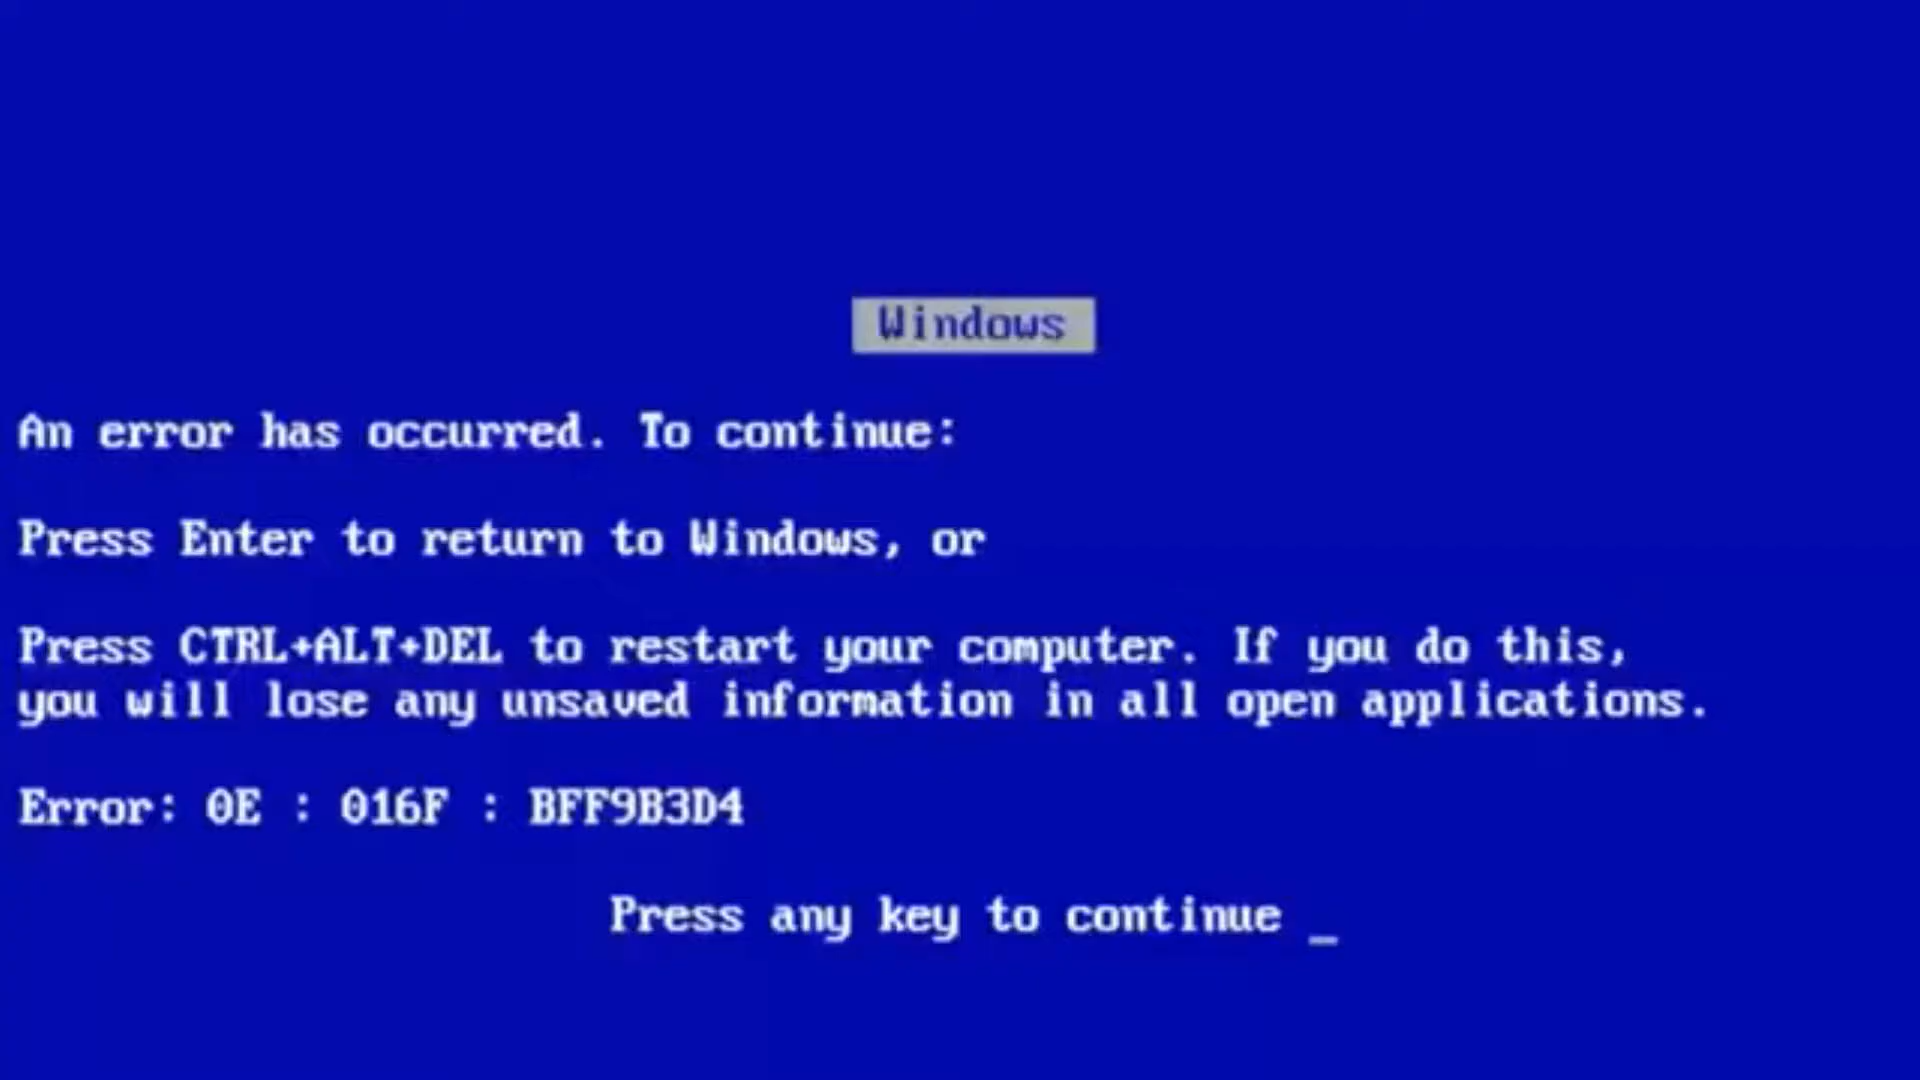 Windows
An error has occurred. To continue:
Press Enter to return to Windows, or
Press CTRL+ALT+DEL to restart your computer. If you do this,
you will lose any unsaved information in all open applications.
Error: 0E : 016F : BFF9B3D4
Press any key to continue _